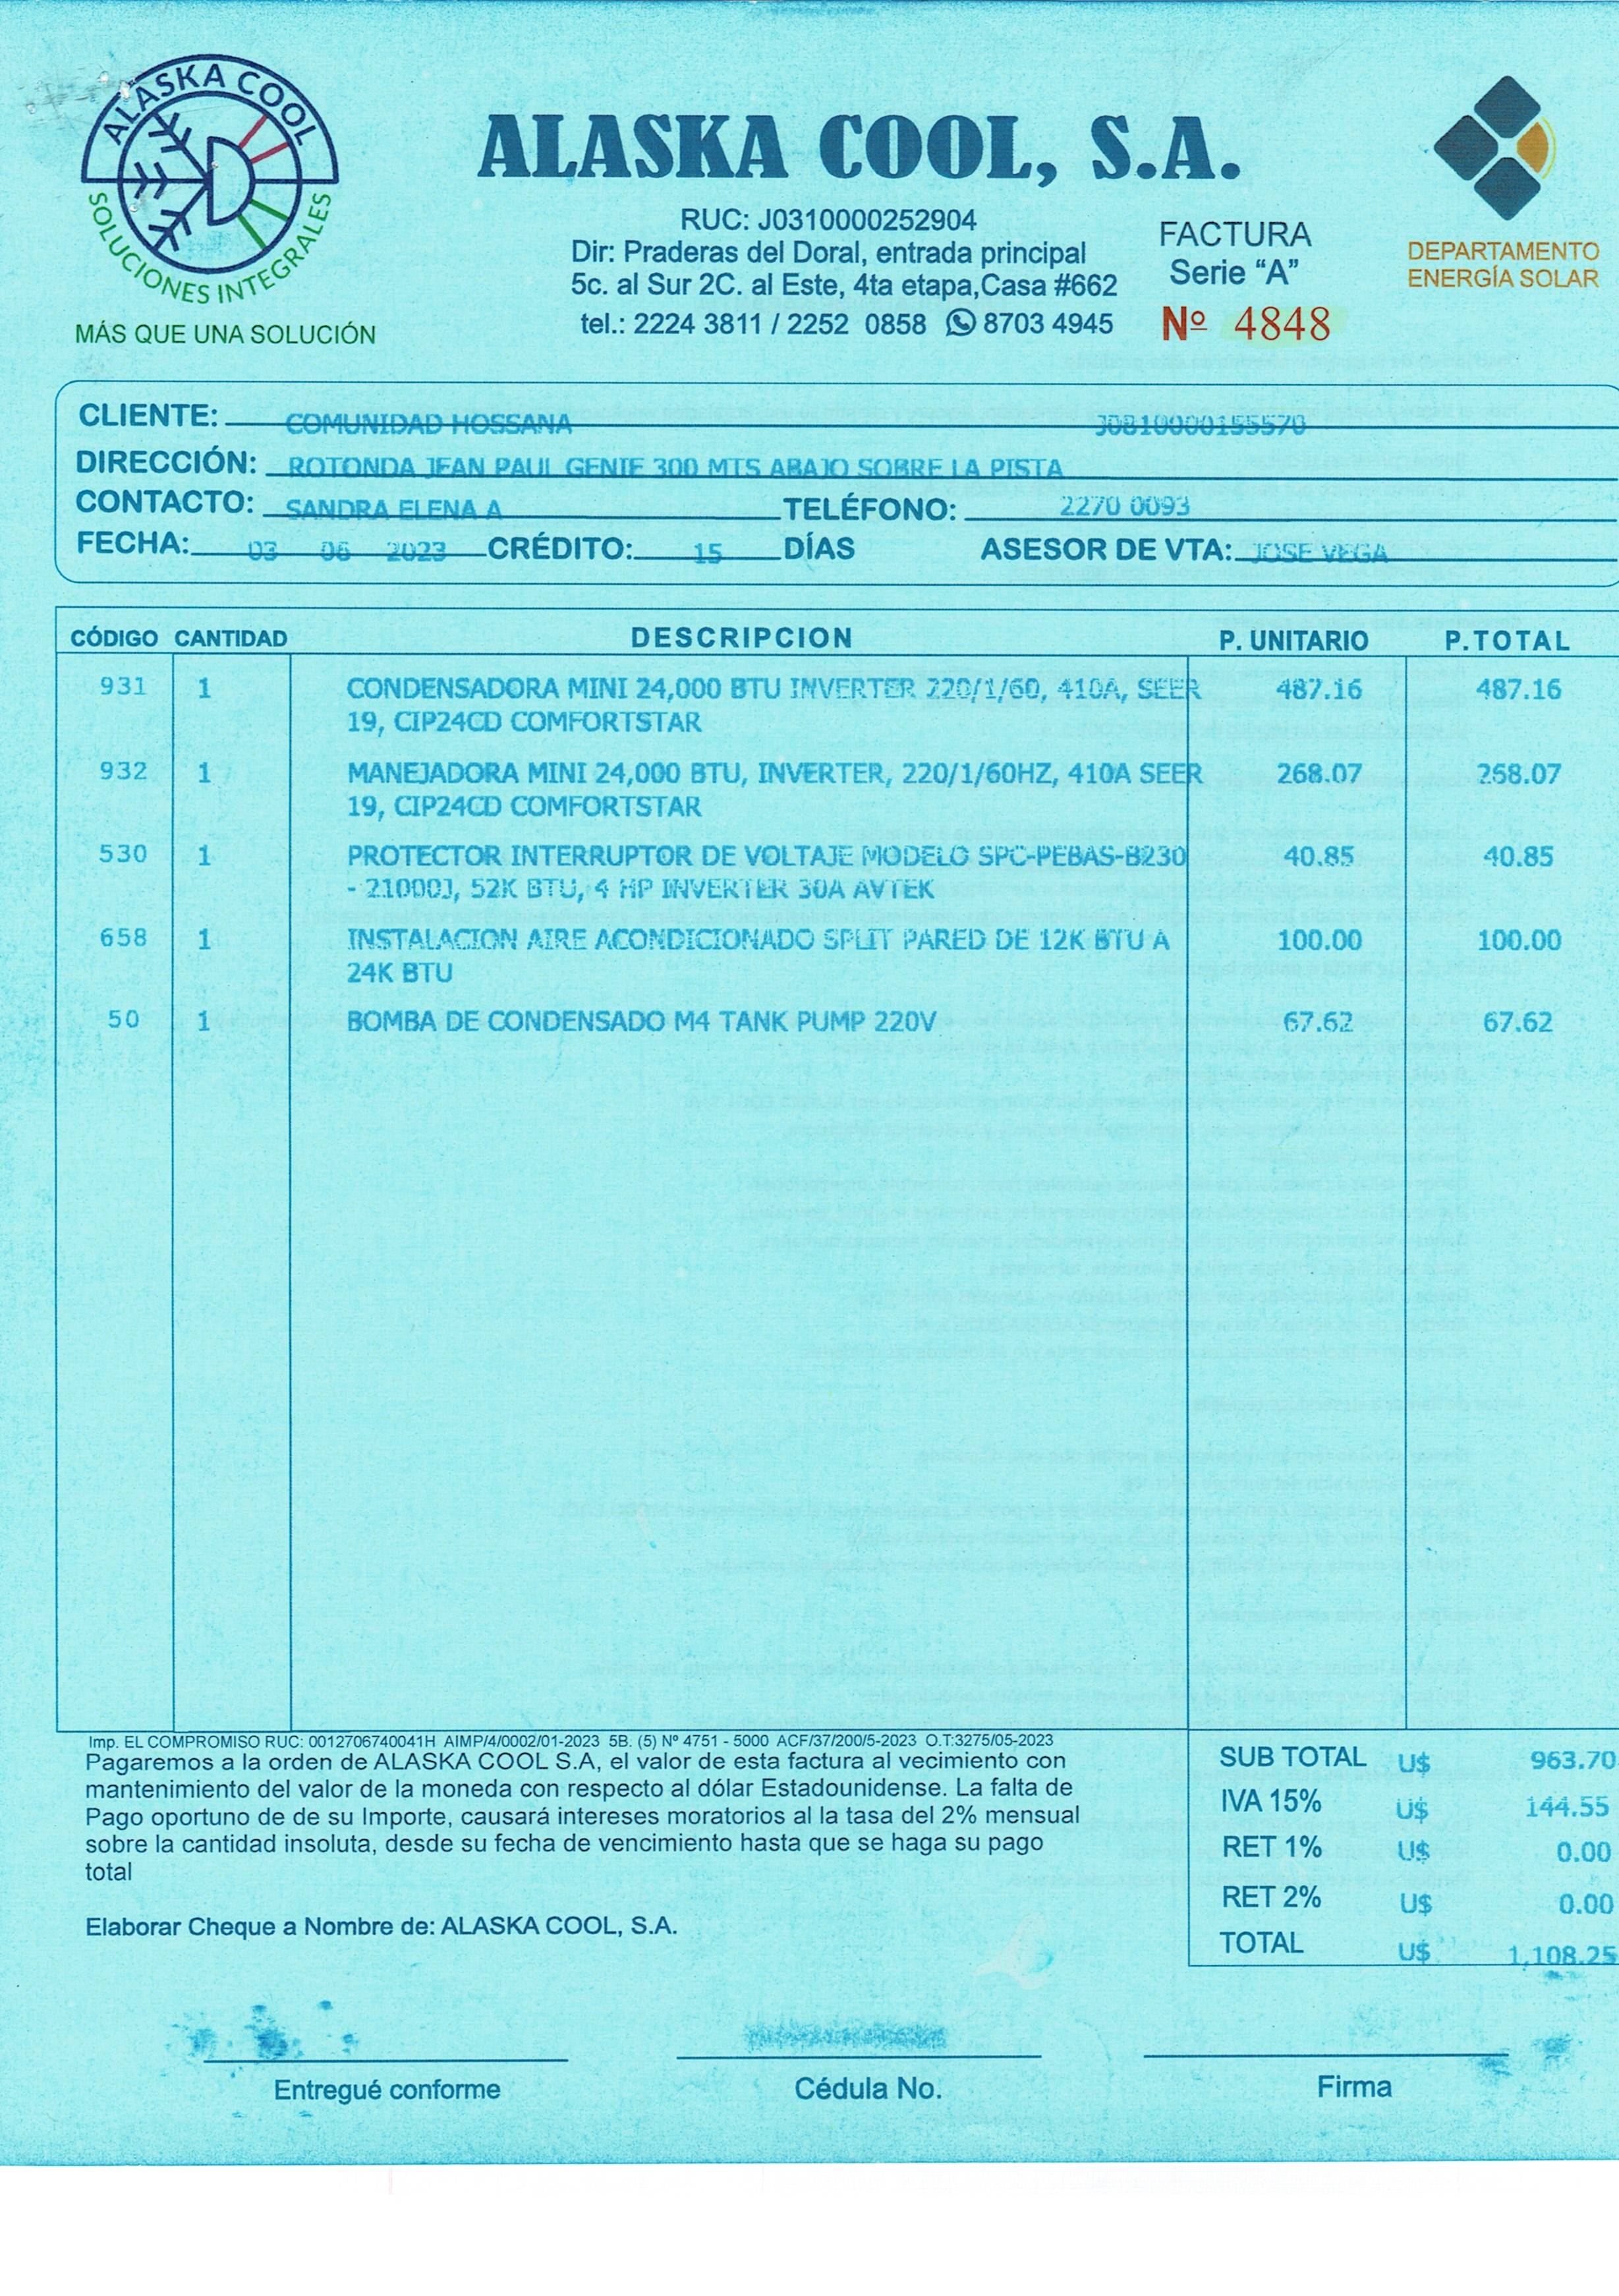 ALASKA COOL
SOLUCIONES INTEGRALES
MÁS QUE UNA SOLUCIÓN
ALASKA COOL, S.A.
RUC: J0310000252904
Dir: Praderas del Doral, entrada principal
5c. al Sur 2C. al Este, 4ta etapa,Casa #662
tel.: 2224 3811 / 2252 0858 8703 4945
FACTURA
Serie "A"
Nº 4848
DEPARTAMENTO
ENERGÍA SOLAR
CLIENTE: COMUNIDAD HOSSANA J0810000155570
DIRECCIÓN: ROTONDA JEAN PAUL GENIE 300 MTS ABAJO SOBRE LA PISTA
CONTACTO: SANDRA ELENA A TELÉFONO: 2270 0093
FECHA: 03 06 2023 CRÉDITO: 15 DÍAS ASESOR DE VTA: JOSE VEGA
CÓDIGO CANTIDAD DESCRIPCION P. UNITARIO P.TOTAL
931 1 CONDENSADORA MINI 24,000 BTU INVERTER 220/1/60, 410A, SEER 487.16 487.16
19, CIP24CD COMFORTSTAR
932 1 MANEJADORA MINI 24,000 BTU, INVERTER, 220/1/60HZ, 410A SEER 268.07 268.07
19, CIP24CD COMFORTSTAR
530 1 PROTECTOR INTERRUPTOR DE VOLTAJE MODELO SPC-PEBAS-B230 40.85 40.85
- 21000J, 52K BTU, 4 HP INVERTER 30A AVTEK
658 1 INSTALACION AIRE ACONDICIONADO SPLIT PARED DE 12K BTU A 100.00 100.00
24K BTU
50 1 BOMBA DE CONDENSADO M4 TANK PUMP 220V 67.62 67.62
Imp. EL COMPROMISO RUC: 0012706740041H AIMP/4/0002/01-2023 5B. (5) Nº 4751 - 5000 ACF/37/200/5-2023 O.T:3275/05-2023
Pagaremos a la orden de ALASKA COOL S.A, el valor de esta factura al vecimiento con
mantenimiento del valor de la moneda con respecto al dólar Estadounidense. La falta de
Pago oportuno de de su Importe, causará intereses moratorios al la tasa del 2% mensual
sobre la cantidad insoluta, desde su fecha de vencimiento hasta que se haga su pago
total
Elaborar Cheque a Nombre de: ALASKA COOL, S.A.
SUB TOTAL U$ 963.70
IVA 15% U$ 144.55
RET 1% U$ 0.00
RET 2% U$ 0.00
TOTAL U$ 1,108.25
Entregué conforme Cédula No. Firma